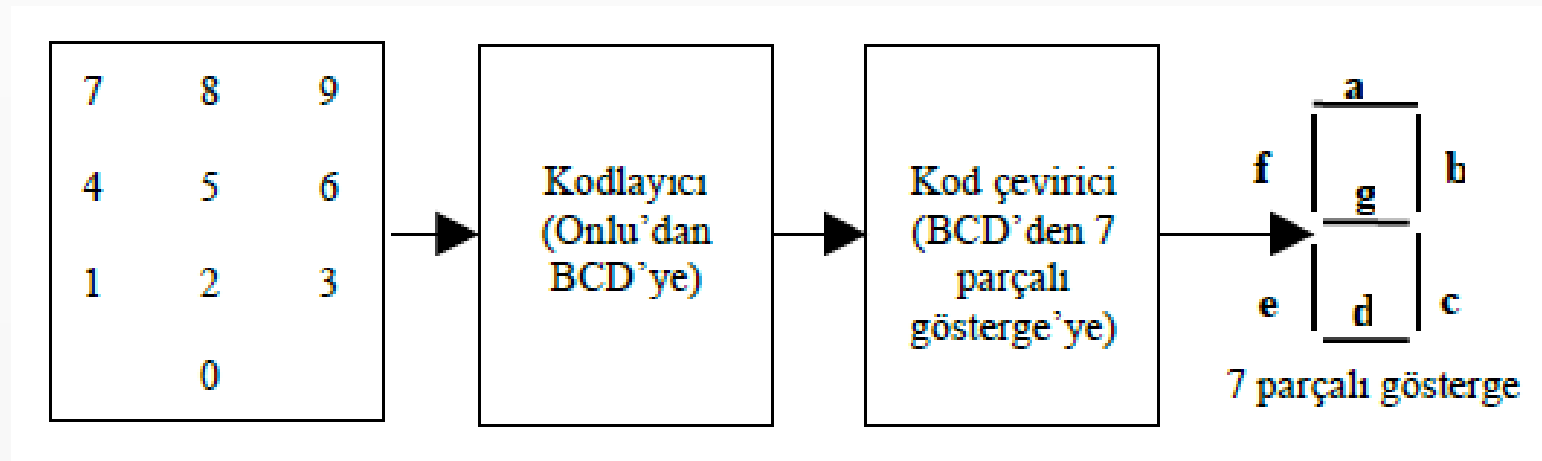 7 8 9
4 5 6
1 2 3
0
Kodlayıcı
(Onlu’dan
BCD’ye)
Kod çevirici
(BCD’den 7
parçalı
gösterge’ye)
a
f b
g
e d c
7 parçalı gösterge